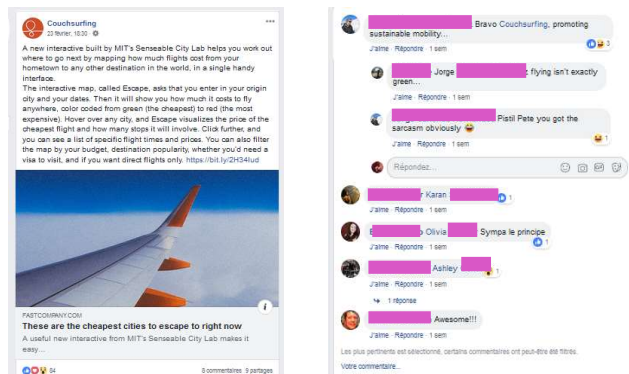 Couchsurfing
23 février, 10:30
A new interactive built by MIT's Senseable City Lab helps you work out
where to go next by mapping how much flights cost from your
hometown to any other destination in the world, in a single handy
interface.
The interactive map, called Escape, asks that you enter in your origin
city and your dates. Then it will show you how much it costs to fly
anywhere, color coded from green (the cheapest) to red (the most
expensive). Hover over any city, and Escape visualizes the price of the
cheapest flight and how many stops it will involve. Click further, and
you can see a list of specific flight times and prices. You can also filter
the map by your budget, destination popularity, whether you'd need a
visa to visit, and if you want direct flights only. https://bit.ly/2H34Iud
FASTCOMPANY.COM
These are the cheapest cities to escape to right now
A useful new interactive from MIT's Senseable City Lab makes it
easy...
84
8 commentaires 9 partages
Bravo Couchsurfing, promoting
sustainable mobility...
3
J'aime · Répondre · 1 sem
Jorge
flying isn't exactly
green...
J'aime · Répondre · 1 sem
Pistil Pete you got the
sarcasm obviously
1
J'aime · Répondre · 1 sem
Répondez...
GIF
r Karan
1
J'aime · Répondre · 1 sem
Olivia
Sympa le principe
1
J'aime · Répondre · 1 sem
Ashley
1
J'aime · Répondre · 1 sem
1 réponse
Awesome!!!
J'aime · Répondre · 1 sem
Les plus pertinents est sélectionné, certains commentaires ont peut-être été filtrés.
Votre commentaire...